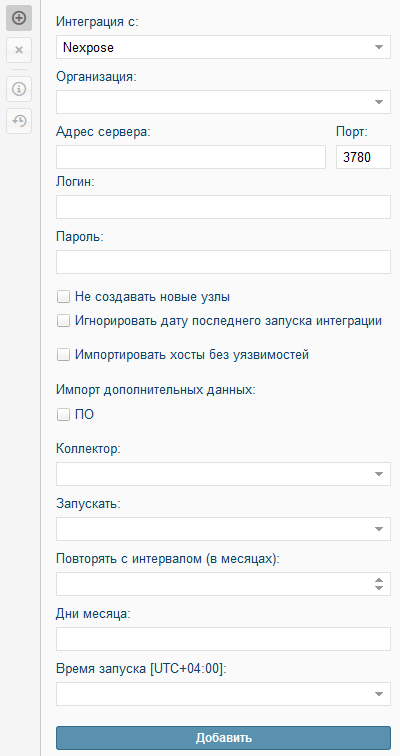 Интеграция с:
Nexpose
Организация:
Адрес сервера: Порт:
3780
Логин:
Пароль:
Не создавать новые узлы
Игнорировать дату последнего запуска интеграции
Импортировать хосты без уязвимостей
Импорт дополнительных данных:
ПО
Коллектор:
Запускать:
Повторять с интервалом (в месяцах):
Дни месяца:
Время запуска [UTC+04:00]:
Добавить